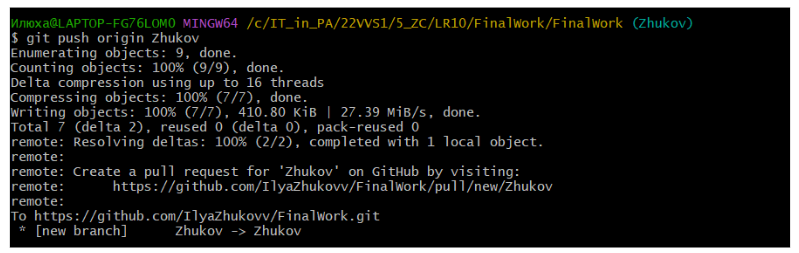 Илюха@LAPTOP-FG76LOM0 MINGW64 /c/IT_in_PA/22VVS1/5_ZC/LR10/FinalWork/FinalWork (Zhukov)
$ git push origin Zhukov
Enumerating objects: 9, done.
Counting objects: 100% (9/9), done.
Delta compression using up to 16 threads
Compressing objects: 100% (7/7), done.
Writing objects: 100% (7/7), 410.80 KiB | 27.39 MiB/s, done.
Total 7 (delta 2), reused 0 (delta 0), pack-reused 0
remote: Resolving deltas: 100% (2/2), completed with 1 local object.
remote:
remote: Create a pull request for 'Zhukov' on GitHub by visiting:
remote:      https://github.com/IlyaZhukovv/FinalWork/pull/new/Zhukov
remote:
To https://github.com/IlyaZhukovv/FinalWork.git
 * [new branch]      Zhukov -> Zhukov